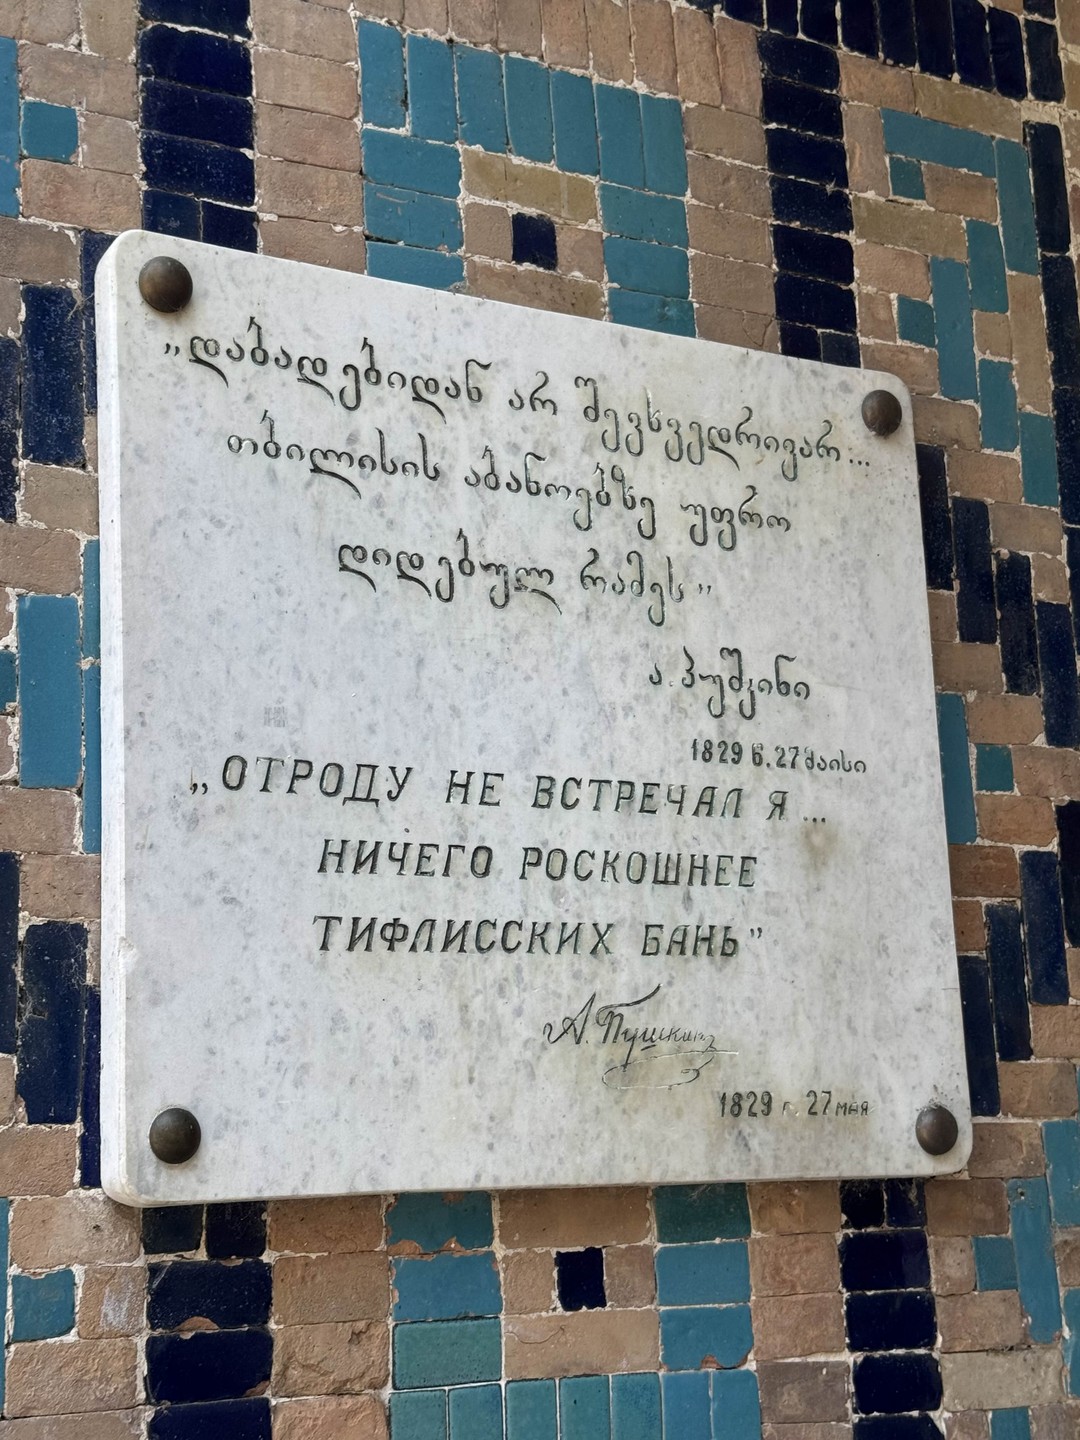 „დაბადებიდან არ შევხვედრივარ...
თბილისის აბანოებზე უფრო
დიდებულ რამეს”
ა. პუშკინი
1829 წ. 27 მაისი
„ОТРОДУ НЕ ВСТРЕЧАЛ Я...
НИЧЕГО РОСКОШНЕЕ
ТИФЛИССКИХ БАНЬ”
А. Пушкинъ
1829 г. 27 мая